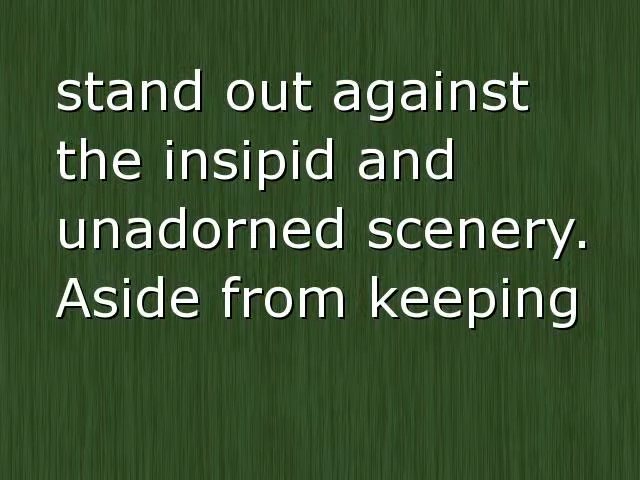 stand out against
the insipid and
unadorned scenery.
Aside from keeping